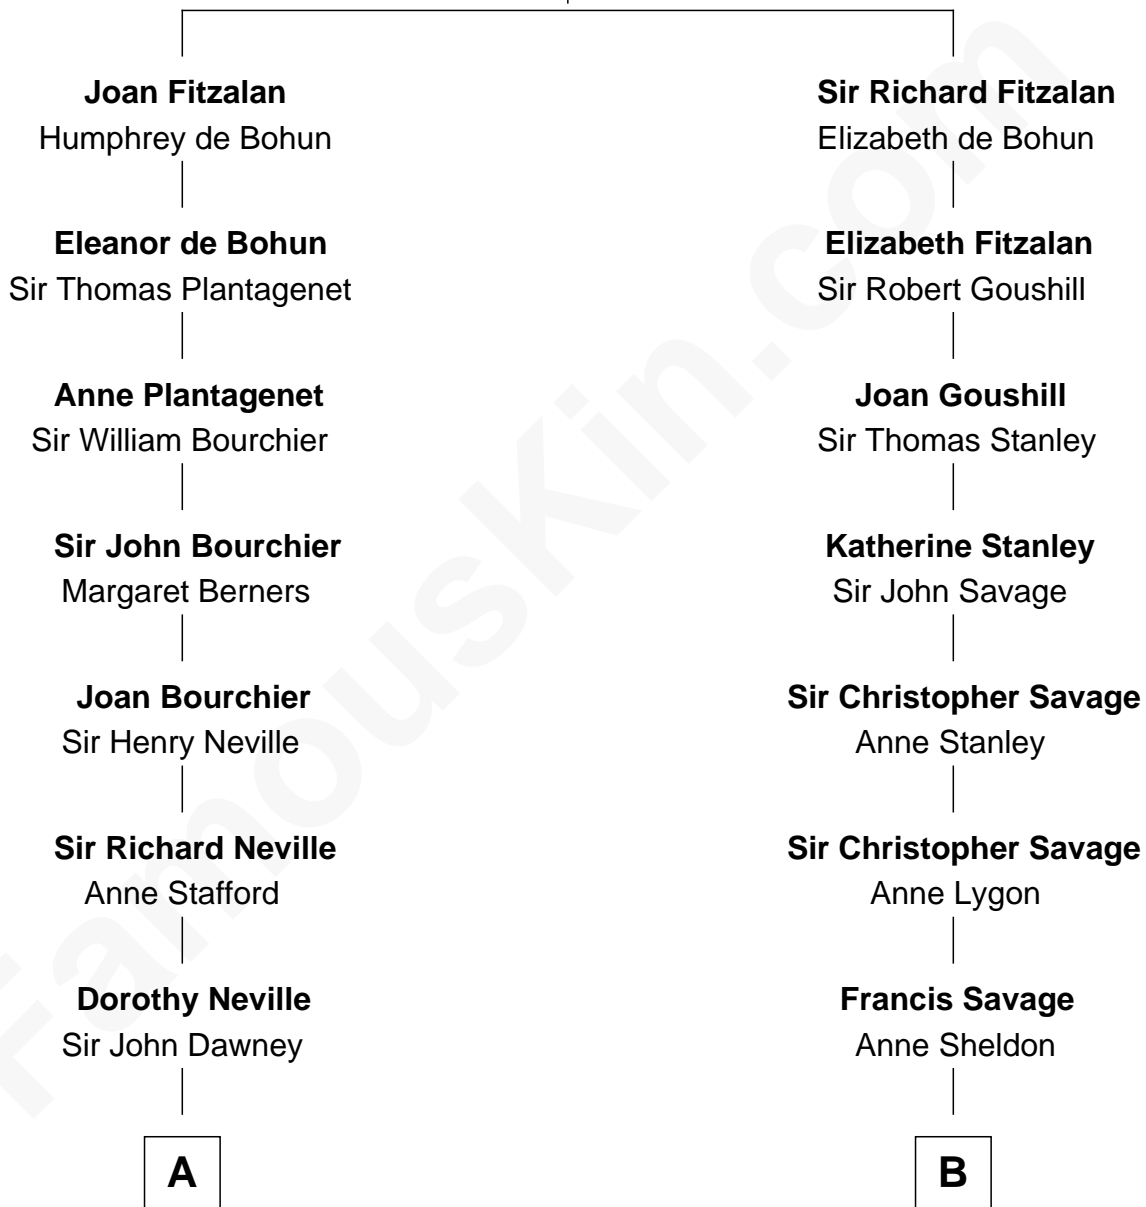 Joan Fitzalan
Humphrey de Bohun
Eleanor de Bohun
Sir Thomas Plantagenet
Anne Plantagenet
Sir William Bourchier
Sir John Bourchier
Margaret Berners
Joan Bourchier
Sir Henry Neville
Sir Richard Neville
Anne Stafford
Dorothy Neville
Sir John Dawney
A
Sir Richard Fitzalan
Elizabeth de Bohun
Elizabeth Fitzalan
Sir Robert Goushill
Joan Goushill
Sir Thomas Stanley
Katherine Stanley
Sir John Savage
Sir Christopher Savage
Anne Stanley
Sir Christopher Savage
Anne Lygon
Francis Savage
Anne Sheldon
B
FamousKin.com